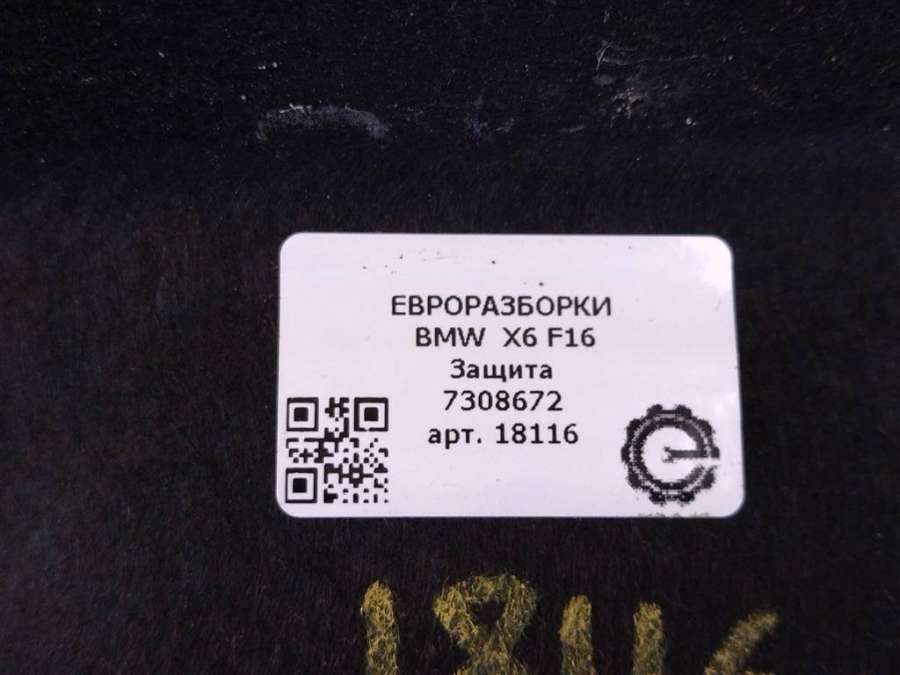 ЕВРОРАЗБОРКИ
BMW X6 F16
Защита
7308672
арт. 18116
18116